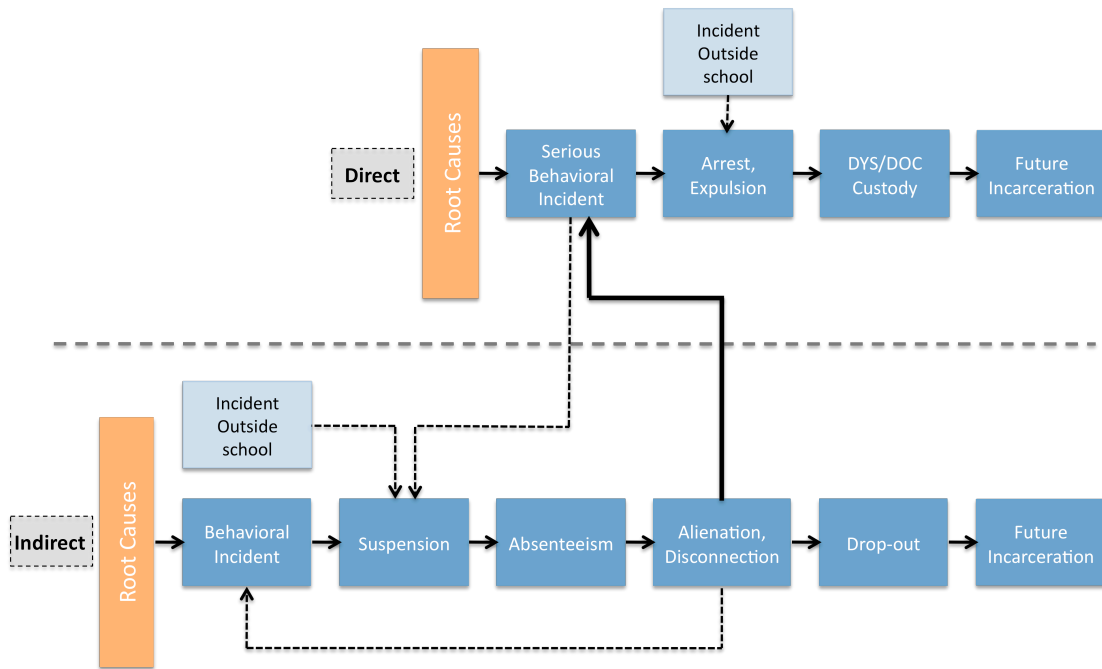 Incident
Outside
school
Direct
Root Causes
Serious
Behavioral
Incident
Arrest,
Expulsion
DYS/DOC
Custody
Future
Incarceration
Incident
Outside
school
Indirect
Root Causes
Behavioral
Incident
Suspension
Absenteeism
Alienation,
Disconnection
Drop-out
Future
Incarceration